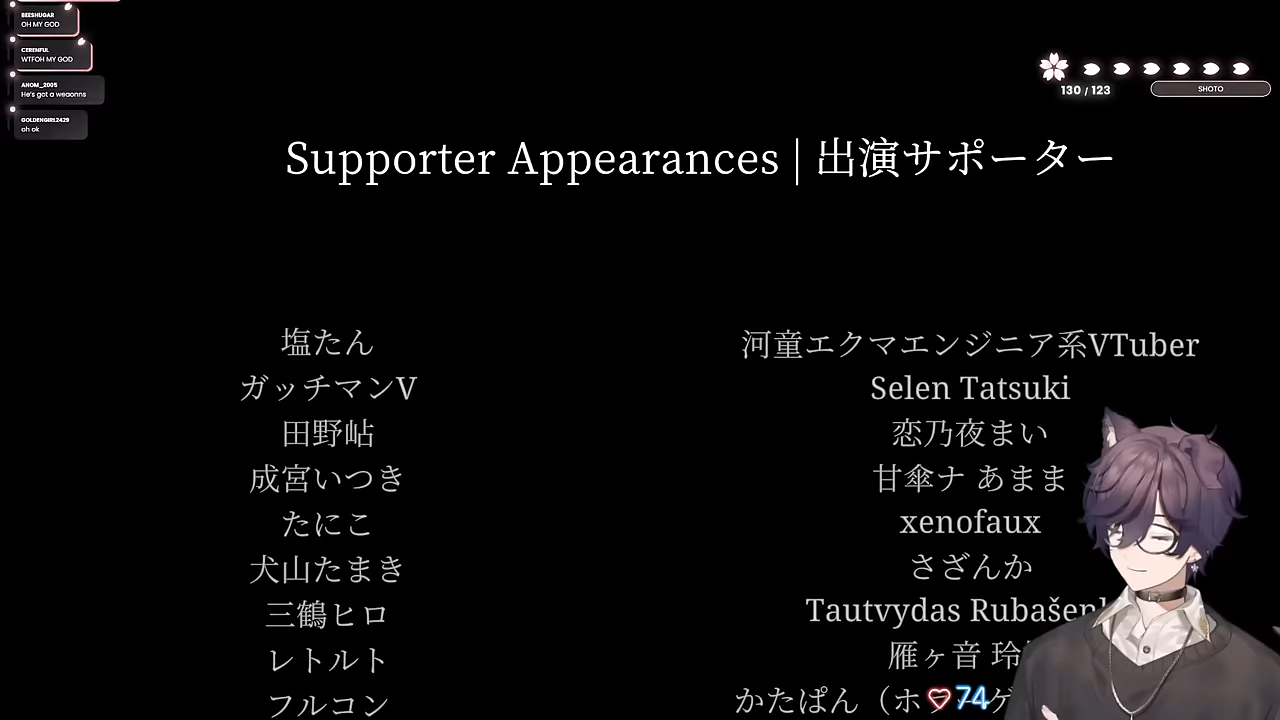 BEESHUGAR
OH MY GOD
CERENFUL
WTFOH MY GOD
ANOM_2005
He's got a weaonns
GOLDENGIRL2429
oh ok
130 / 123
SHOTO
Supporter Appearances | 出演サポーター
塩たん
ガッチマンV
田野岾
成宮いつき
たにこ
犬山たまき
三鶴ヒロ
レトルト
フルコン
河童エクマエンジニア系VTuber
Selen Tatsuki
恋乃夜まい
甘傘ナ あまま
xenofaux
さざんか
Tautvydas
雁ヶ音
かたぱん（ホ
74